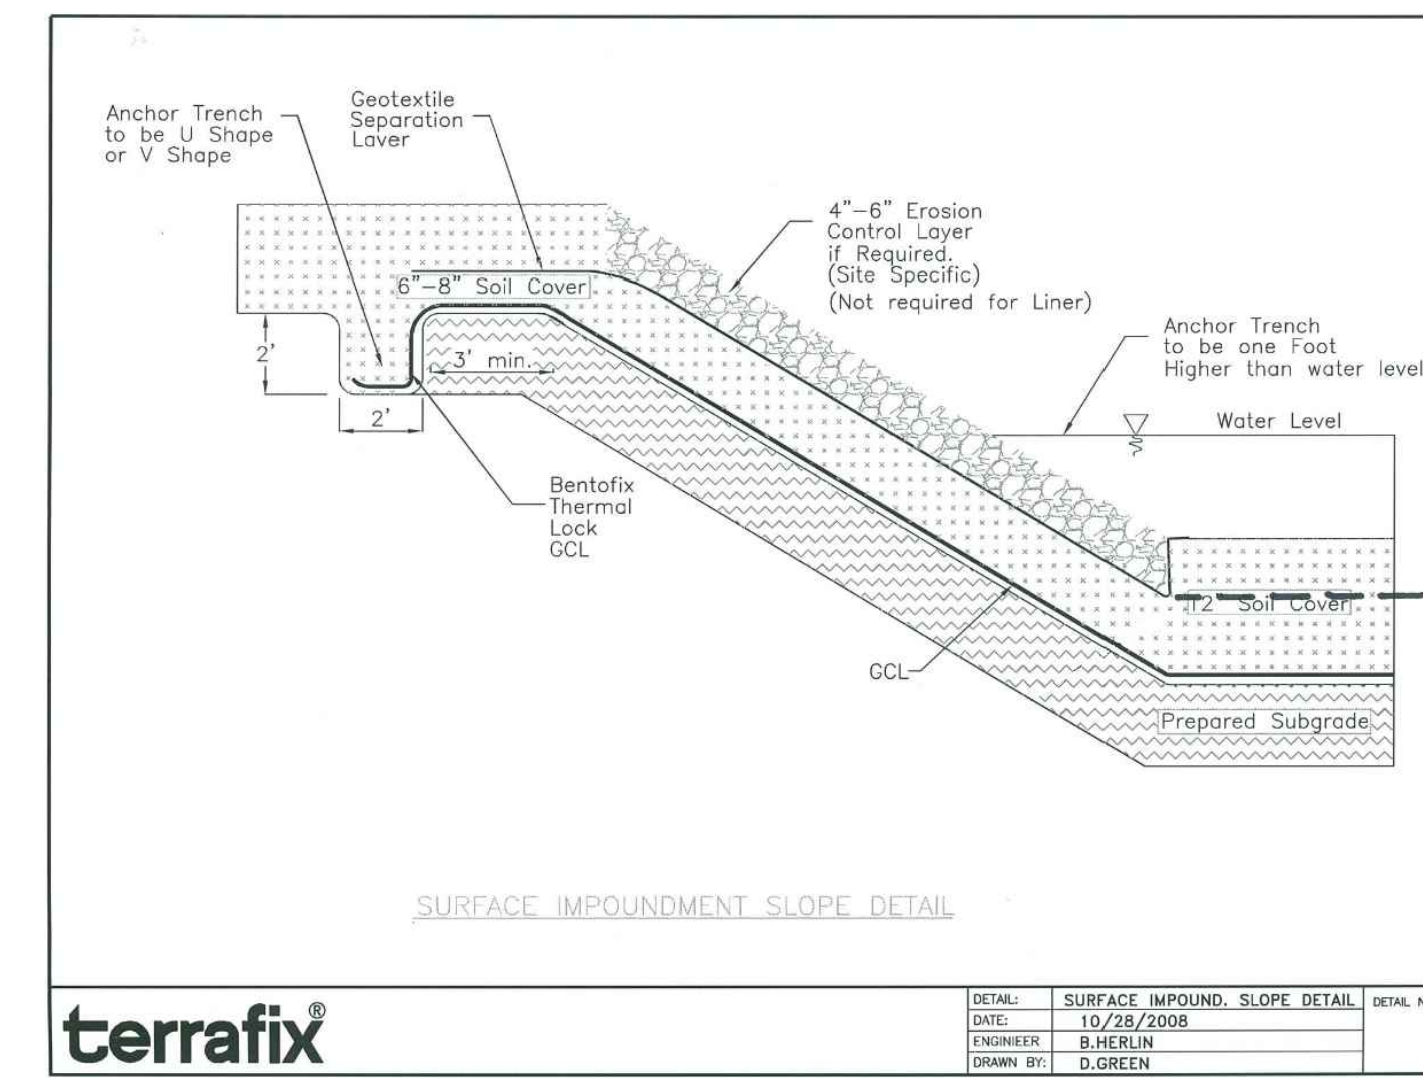 Anchor Trench
to be U Shape
or V Shape
Geotextile
Separation
Laver
4"-6" Erosion
Control Layer
if Required.
(Site Specific)
(Not required for Liner)
6"-8" Soil Cover
Anchor Trench
to be one Foot
Higher than water level
2'
3' min.
2'
Water Level
Bentofix
Thermal
Lock
GCL
12" Soil Cover
GCL
Prepared Subgrade
SURFACE IMPOUNDMENT SLOPE DETAIL
terrafix®
DETAIL: SURFACE IMPOUND. SLOPE DETAIL DETAIL N
DATE: 10/28/2008
ENGINIEER B.HERLIN
DRAWN BY: D.GREEN